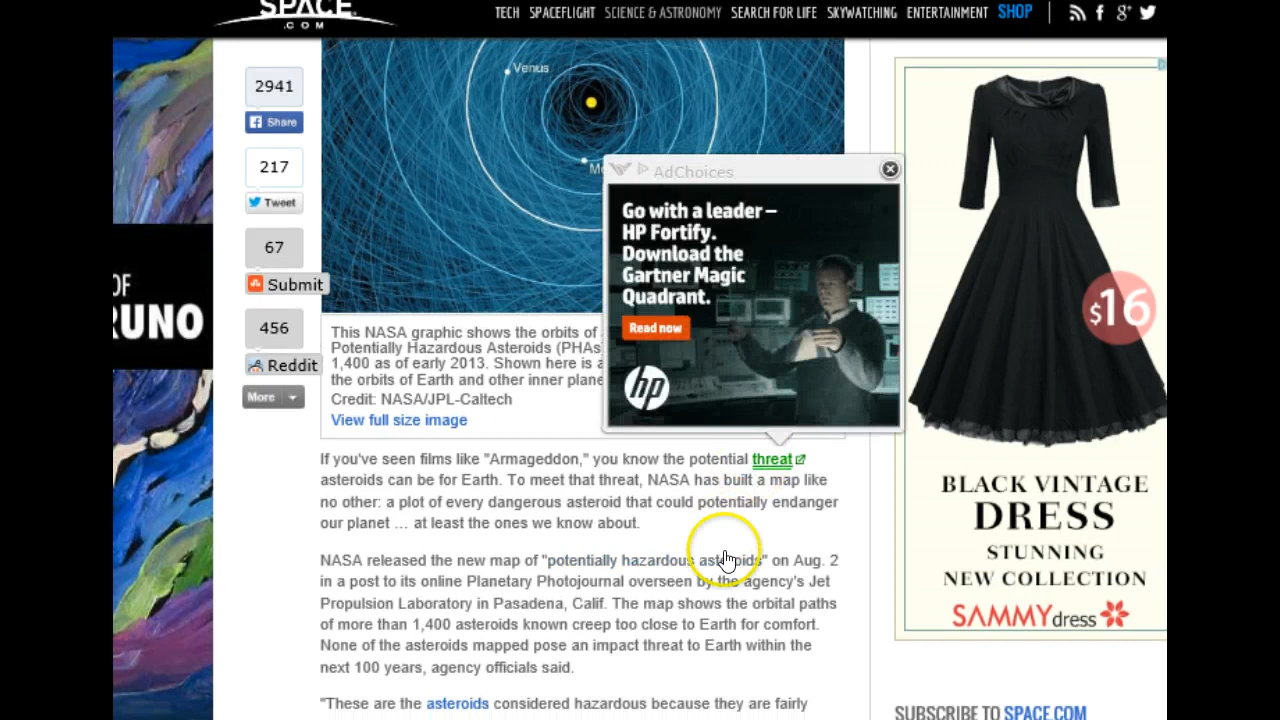 SPACE
.COM
TECH SPACEFLIGHT SCIENCE & ASTRONOMY SEARCH FOR LIFE SKYWATCHING ENTERTAINMENT SHOP
2941
Share
217
Tweet
67
Submit
456
Reddit
More
OF
RUNO
Venus
AdChoices
Go with a leader –
HP Fortify.
Download the
Gartner Magic
Quadrant.
Read now
hp
This NASA graphic shows the orbits of
Potentially Hazardous Asteroids (PHAs
1,400 as of early 2013. Shown here is a
the orbits of Earth and other inner plane
Credit: NASA/JPL-Caltech
View full size image
If you've seen films like "Armageddon," you know the potential threat
asteroids can be for Earth. To meet that threat, NASA has built a map like
no other: a plot of every dangerous asteroid that could potentially endanger
our planet ... at least the ones we know about.
NASA released the new map of "potentially hazardous asteroids" on Aug. 2
in a post to its online Planetary Photojournal overseen by the agency's Jet
Propulsion Laboratory in Pasadena, Calif. The map shows the orbital paths
of more than 1,400 asteroids known creep too close to Earth for comfort.
None of the asteroids mapped pose an impact threat to Earth within the
next 100 years, agency officials said.
"These are the asteroids considered hazardous because they are fairly
$16
BLACK VINTAGE
DRESS
STUNNING
NEW COLLECTION
SAMMYdress
SUBSCRIBE TO SPACE.COM